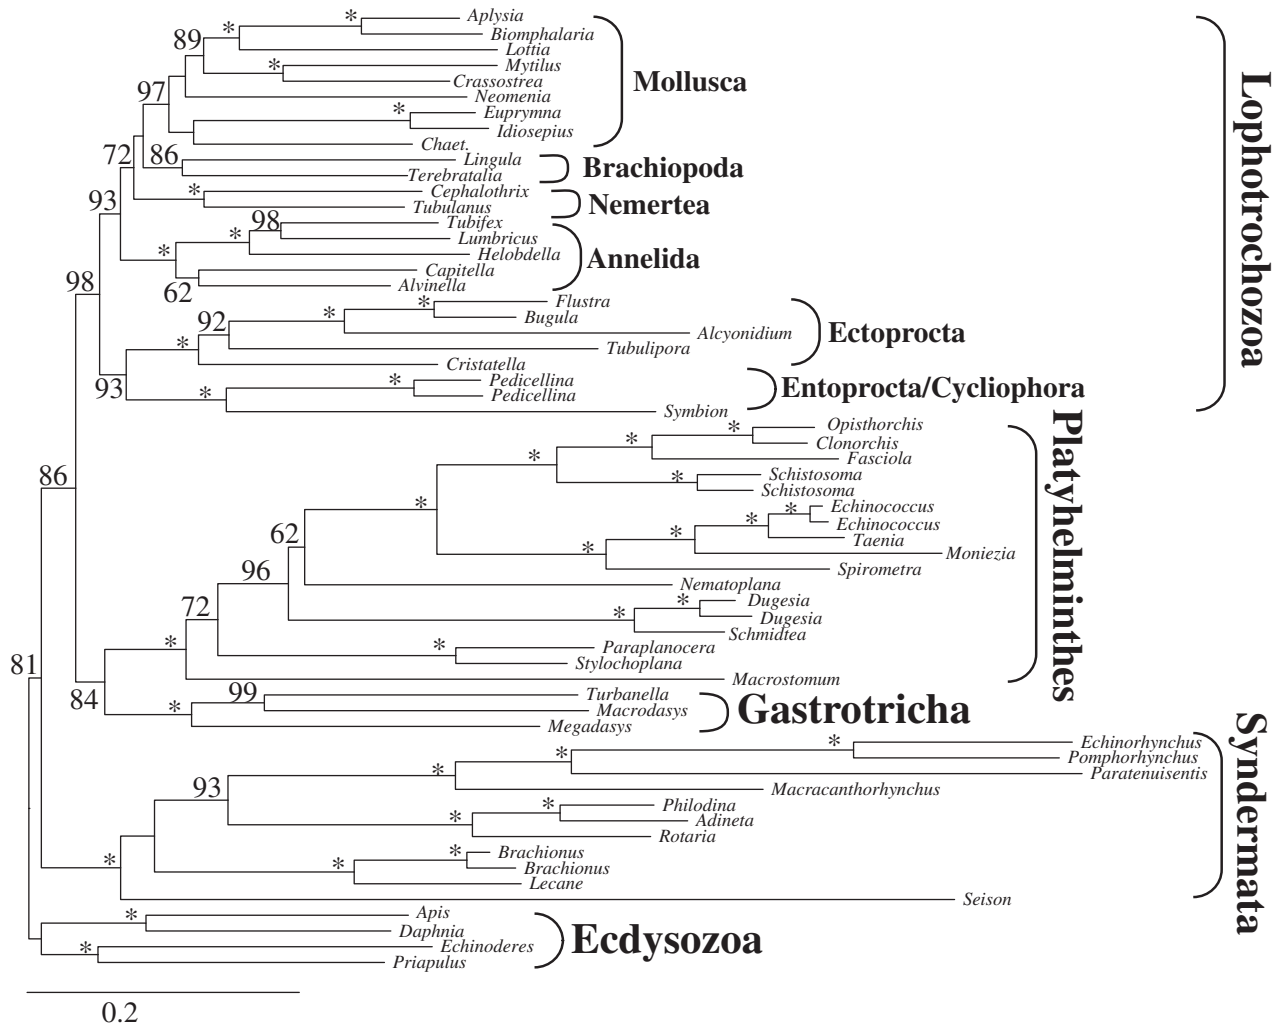 *
Aplysia
*
Biomphalaria
89
Lottia
*
Mytilus
Crassostrea
Mollusca
97
Neomenia
*
Euprymna
Idiosepius
Chaet.
72
86
Lingula
Brachiopoda
Terebratalia
*
Cephalothrix
93
Tubulanus
Nemertea
98
Tubifex
*
Lumbricus
*
Helobdella
Annelida
Capitella
62
Alvinella
98
*
Flustra
*
Bugula
92
Alcyonidium
Ectoprocta
*
Tubulipora
Cristatella
93
*
Pedicellina
*
Pedicellina
Entoprocta/Cycliophora
Symbion
Lophotrochozoa
*
Opisthorchis
*
Clonorchis
*
Fasciola
*
Schistosoma
Schistosoma
86
*
*
Echinococcus
*
Echinococcus
*
Taenia
*
Moniezia
62
Spirometra
96
Nematoplana
*
Dugesia
*
Dugesia
72
Schmidtea
*
*
Paraplanocera
Stylochoplana
81
Macrostomum
Platyhelminthes
84
99
Turbanella
*
Macrodasys
Gastrotricha
Megadasys
*
Echinorhynchus
*
Pomphorhynchus
*
Paratenuisentis
93
Macracanthorhynchus
*
Philodina
*
Adineta
Rotaria
*
*
Brachionus
*
Brachionus
Lecane
Seison
Syndermata
*
Apis
Daphnia
*
Echinoderes
Ecdysozoa
Priapulus
0.2